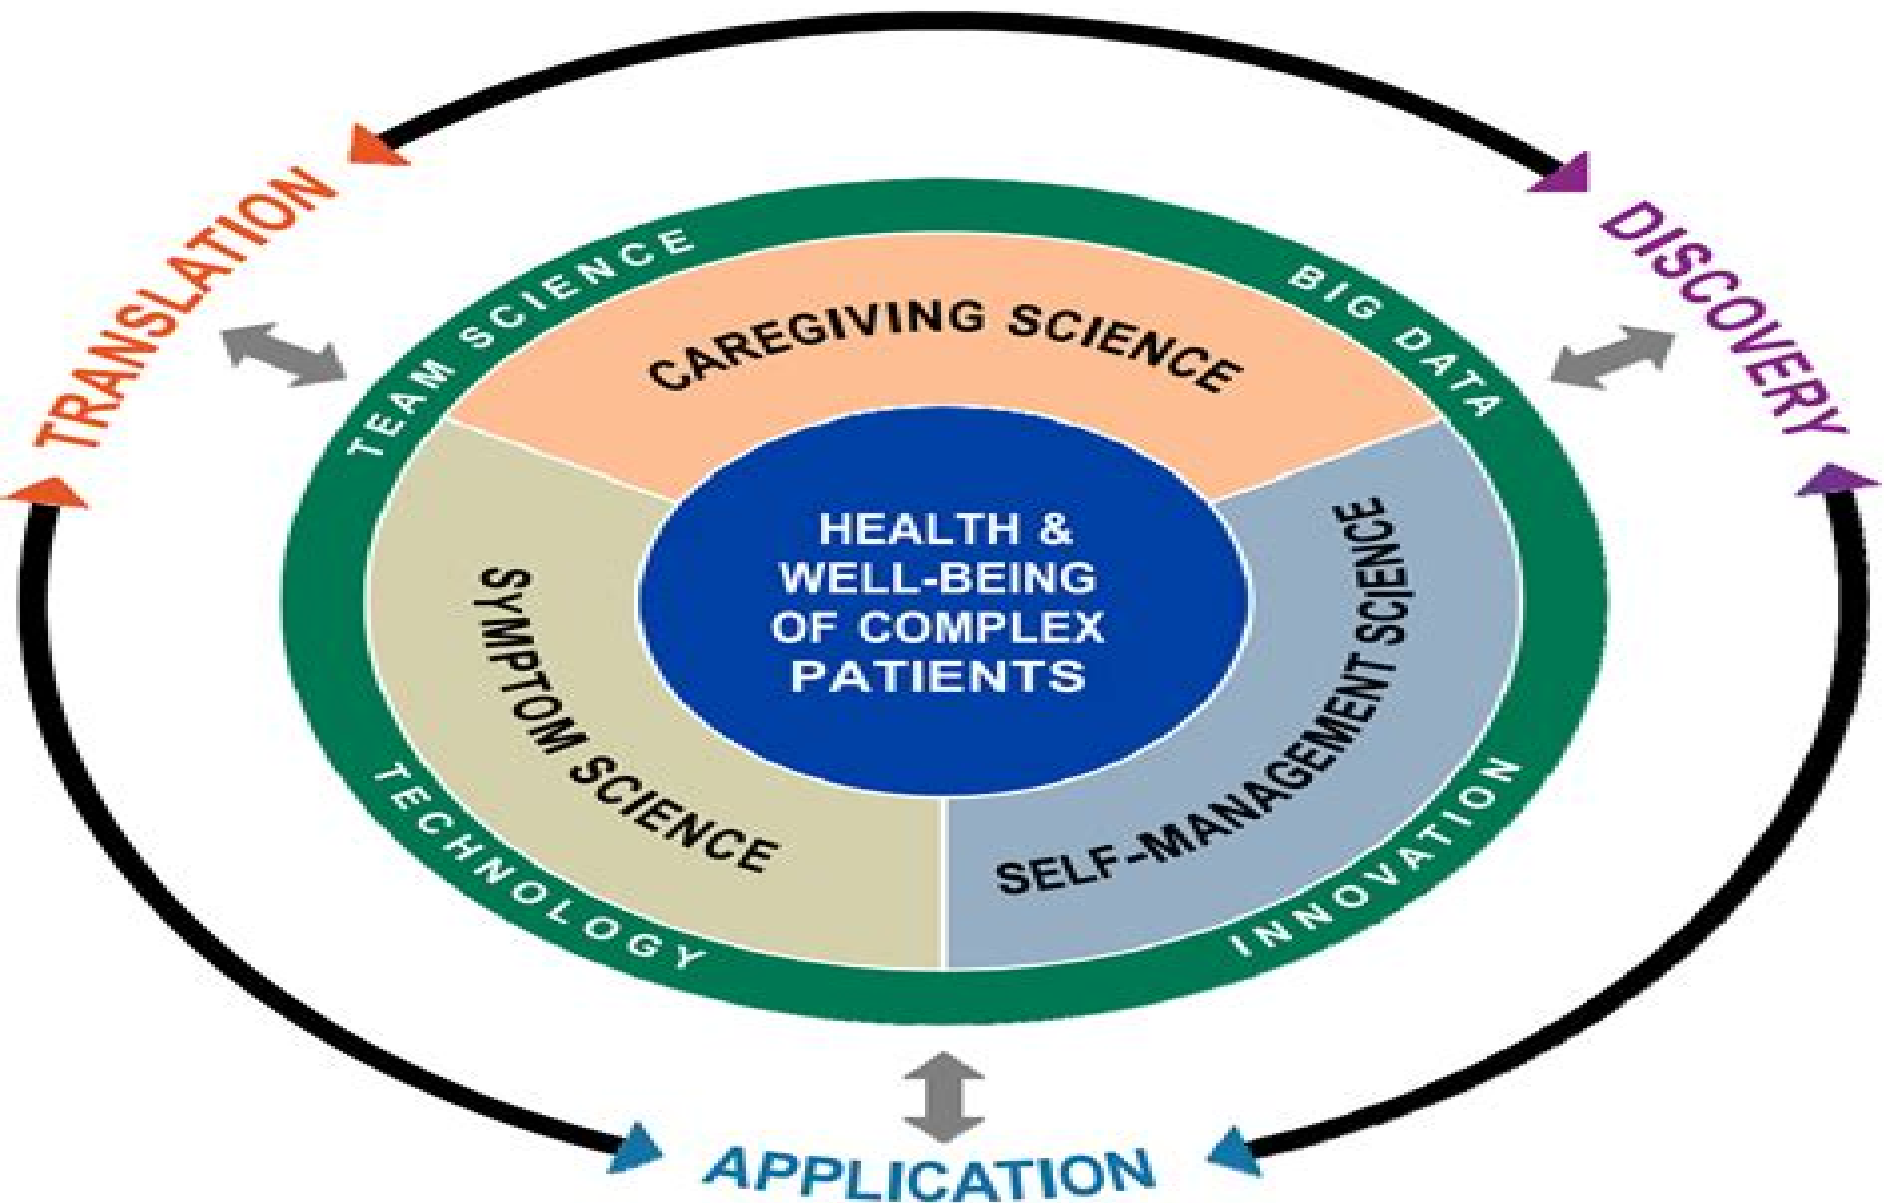 TRANSLATION
DISCOVERY
TEAM SCIENCE
BIG DATA
CAREGIVING SCIENCE
HEALTH &
WELL-BEING
OF COMPLEX
PATIENTS
SYMPTOM SCIENCE
SELF-MANAGEMENT SCIENCE
TECHNOLOGY
INNOVATION
APPLICATION